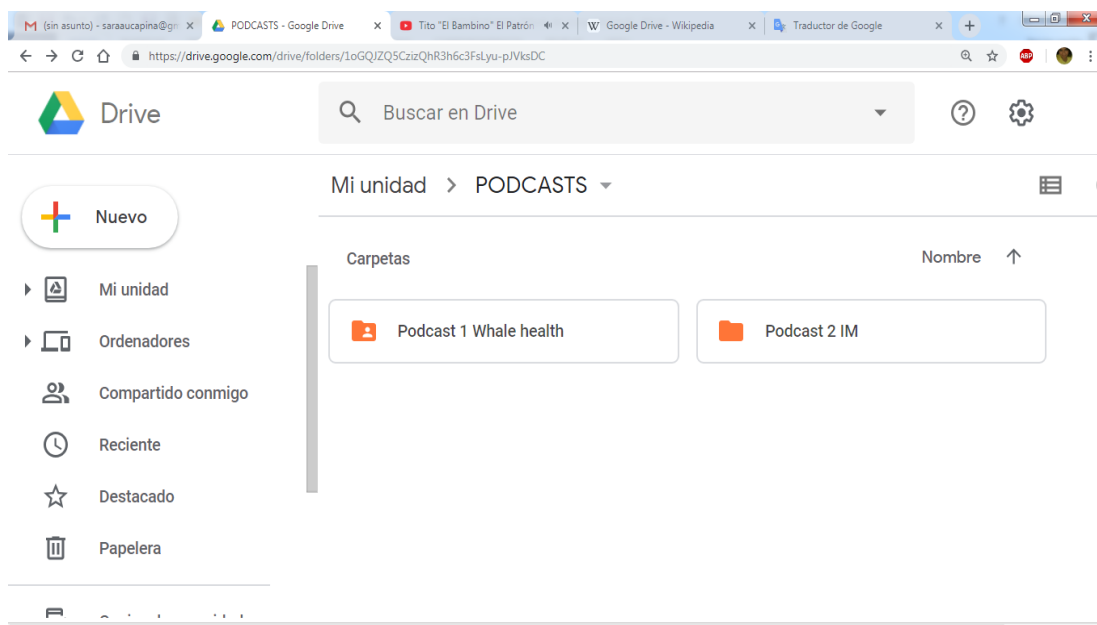 (sin asunto) - saraaucapina@gm
PODCASTS - Google Drive
Tito "El Bambino" El Patrón
Google Drive - Wikipedia
Traductor de Google
https://drive.google.com/drive/folders/1oGQJZQ5CzizQhR3h6c3FsLyu-pJVksDC
ABP
Drive
Buscar en Drive
Mi unidad > PODCASTS
Nuevo
Carpetas
Nombre
Mi unidad
Podcast 1 Whale health
Podcast 2 IM
Ordenadores
Compartido conmigo
Reciente
Destacado
Papelera